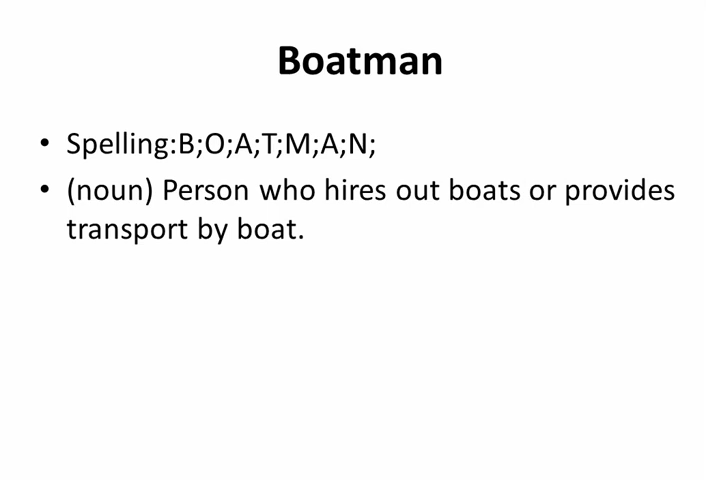 Boatman
• Spelling:B;O;A;T;M;A;N;
• (noun) Person who hires out boats or provides
transport by boat.